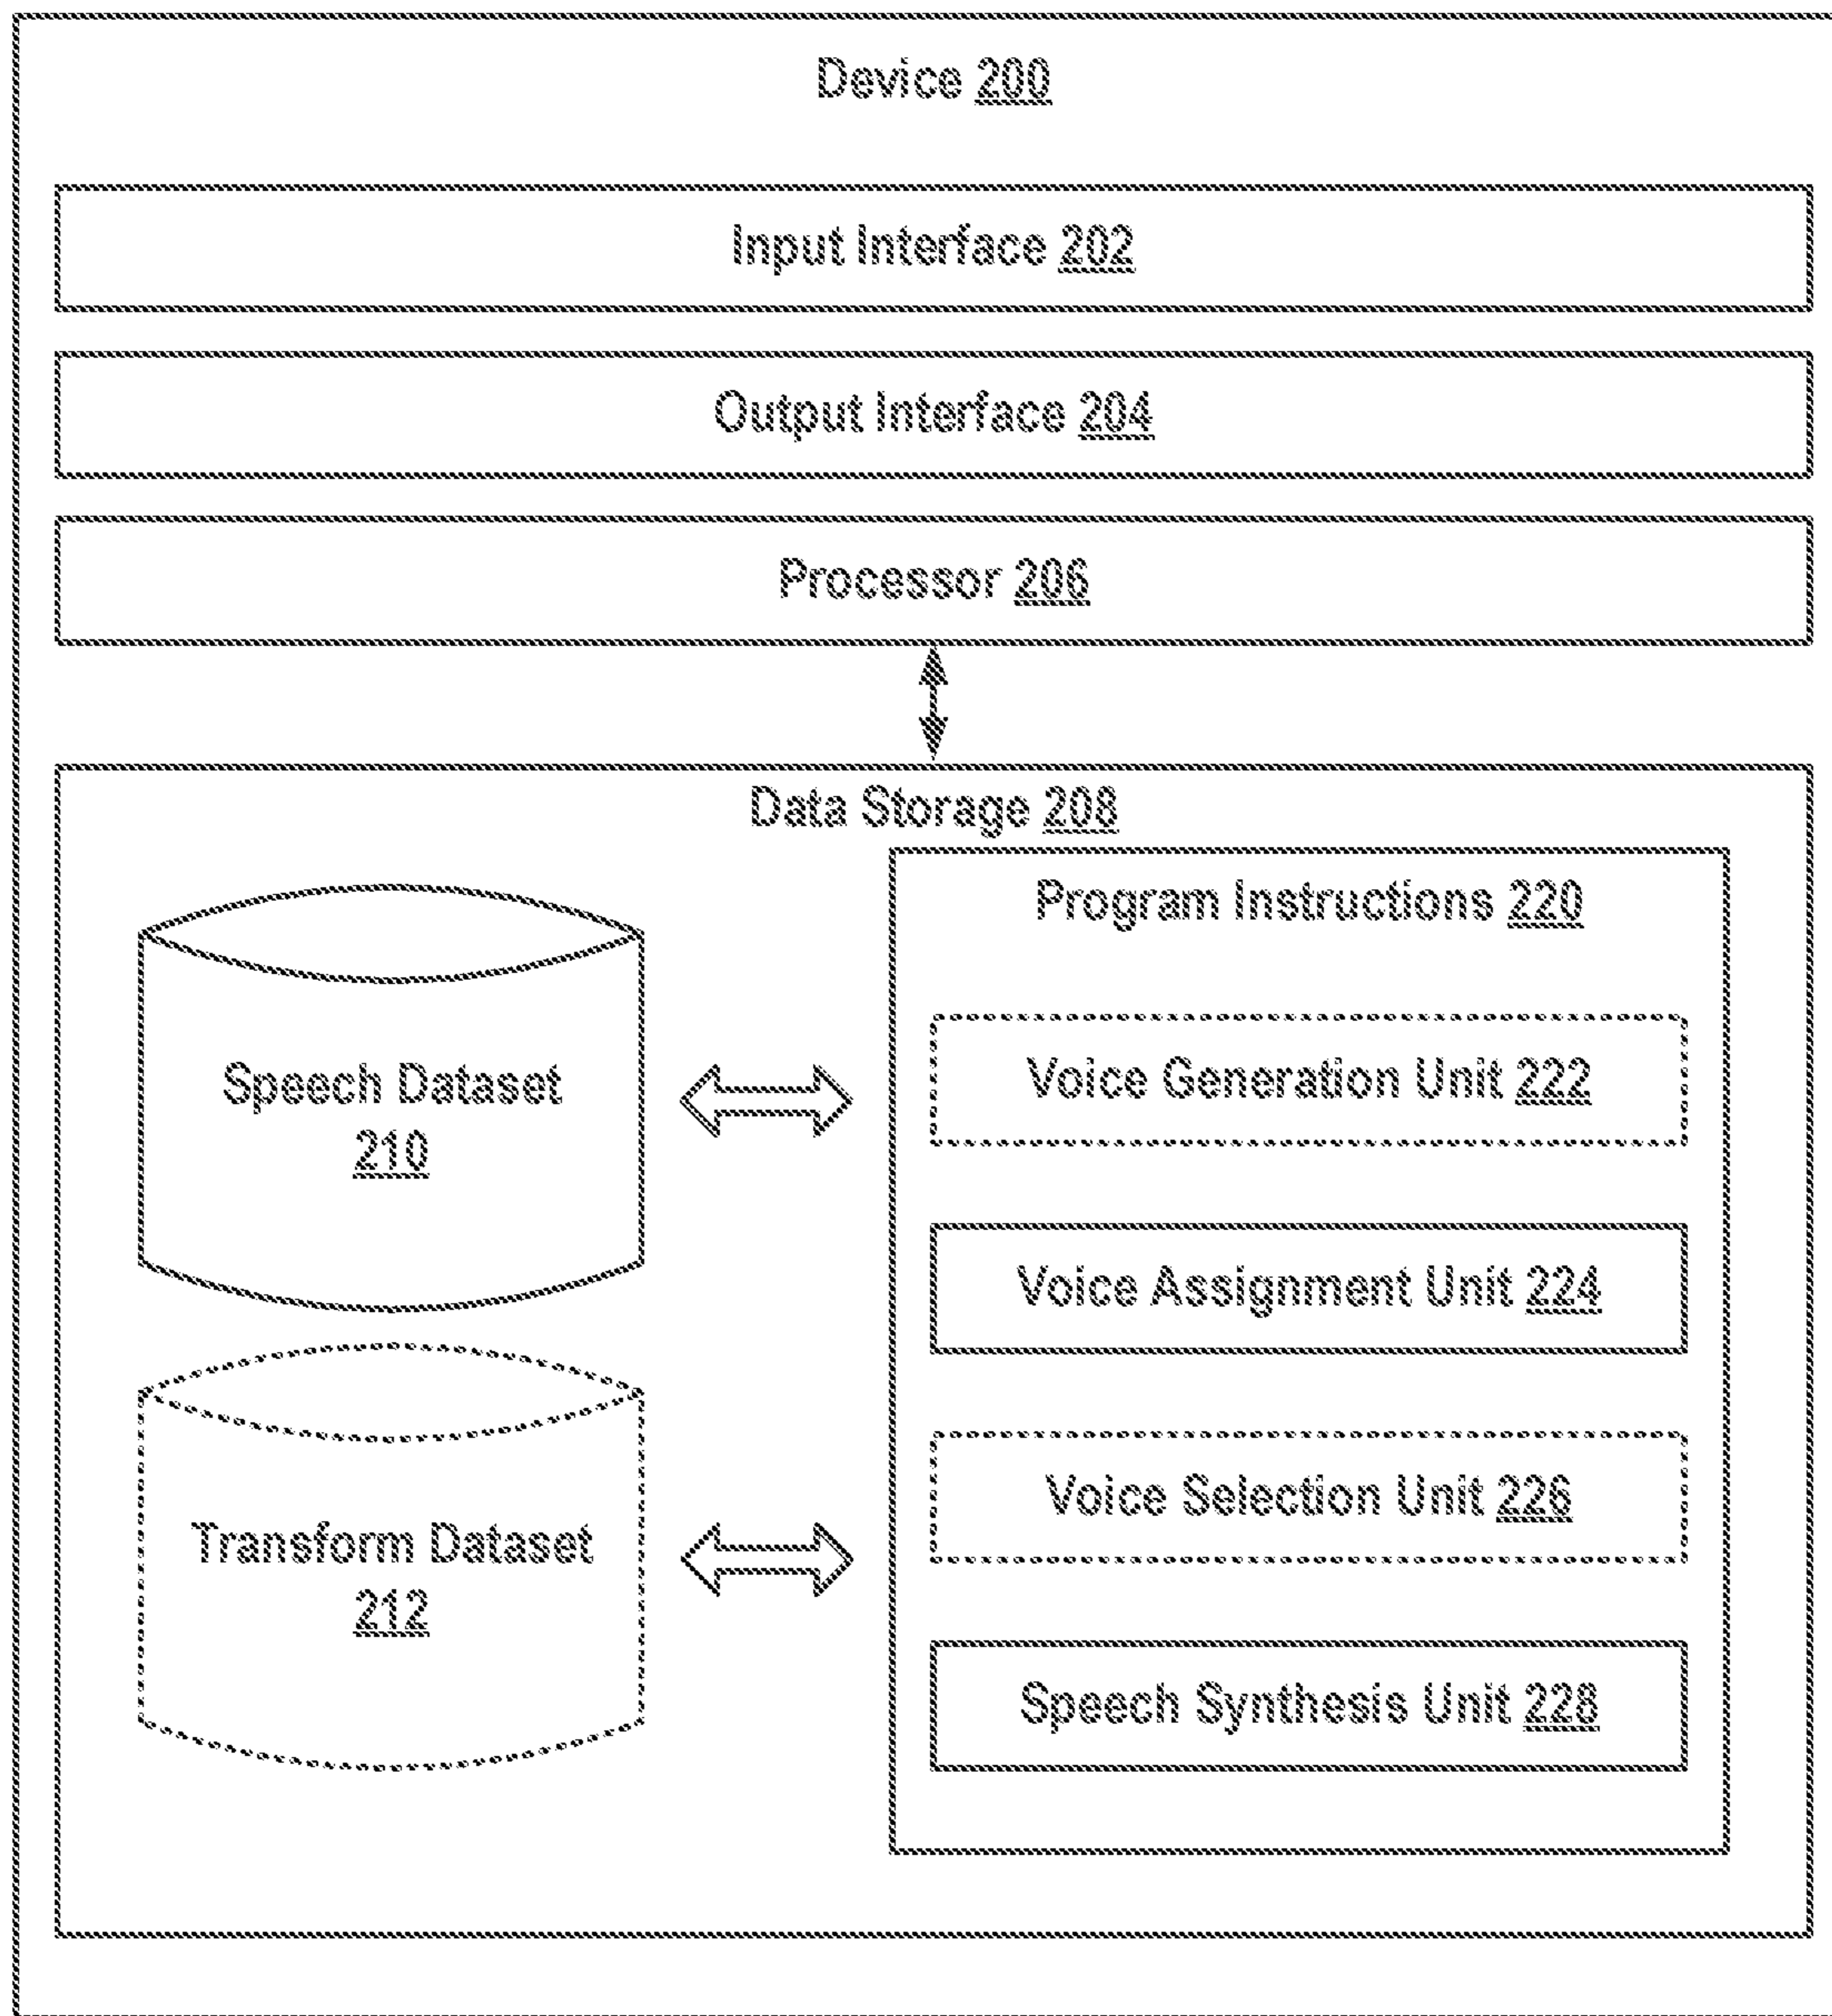 Device 200
Input Interface 202
Output Interface 204
Processor 206
Data Storage 208
Speech Dataset
210
Transform Dataset
212
Program Instructions 220
Voice Generation Unit 222
Voice Assignment Unit 224
Voice Selection Unit 226
Speech Synthesis Unit 228